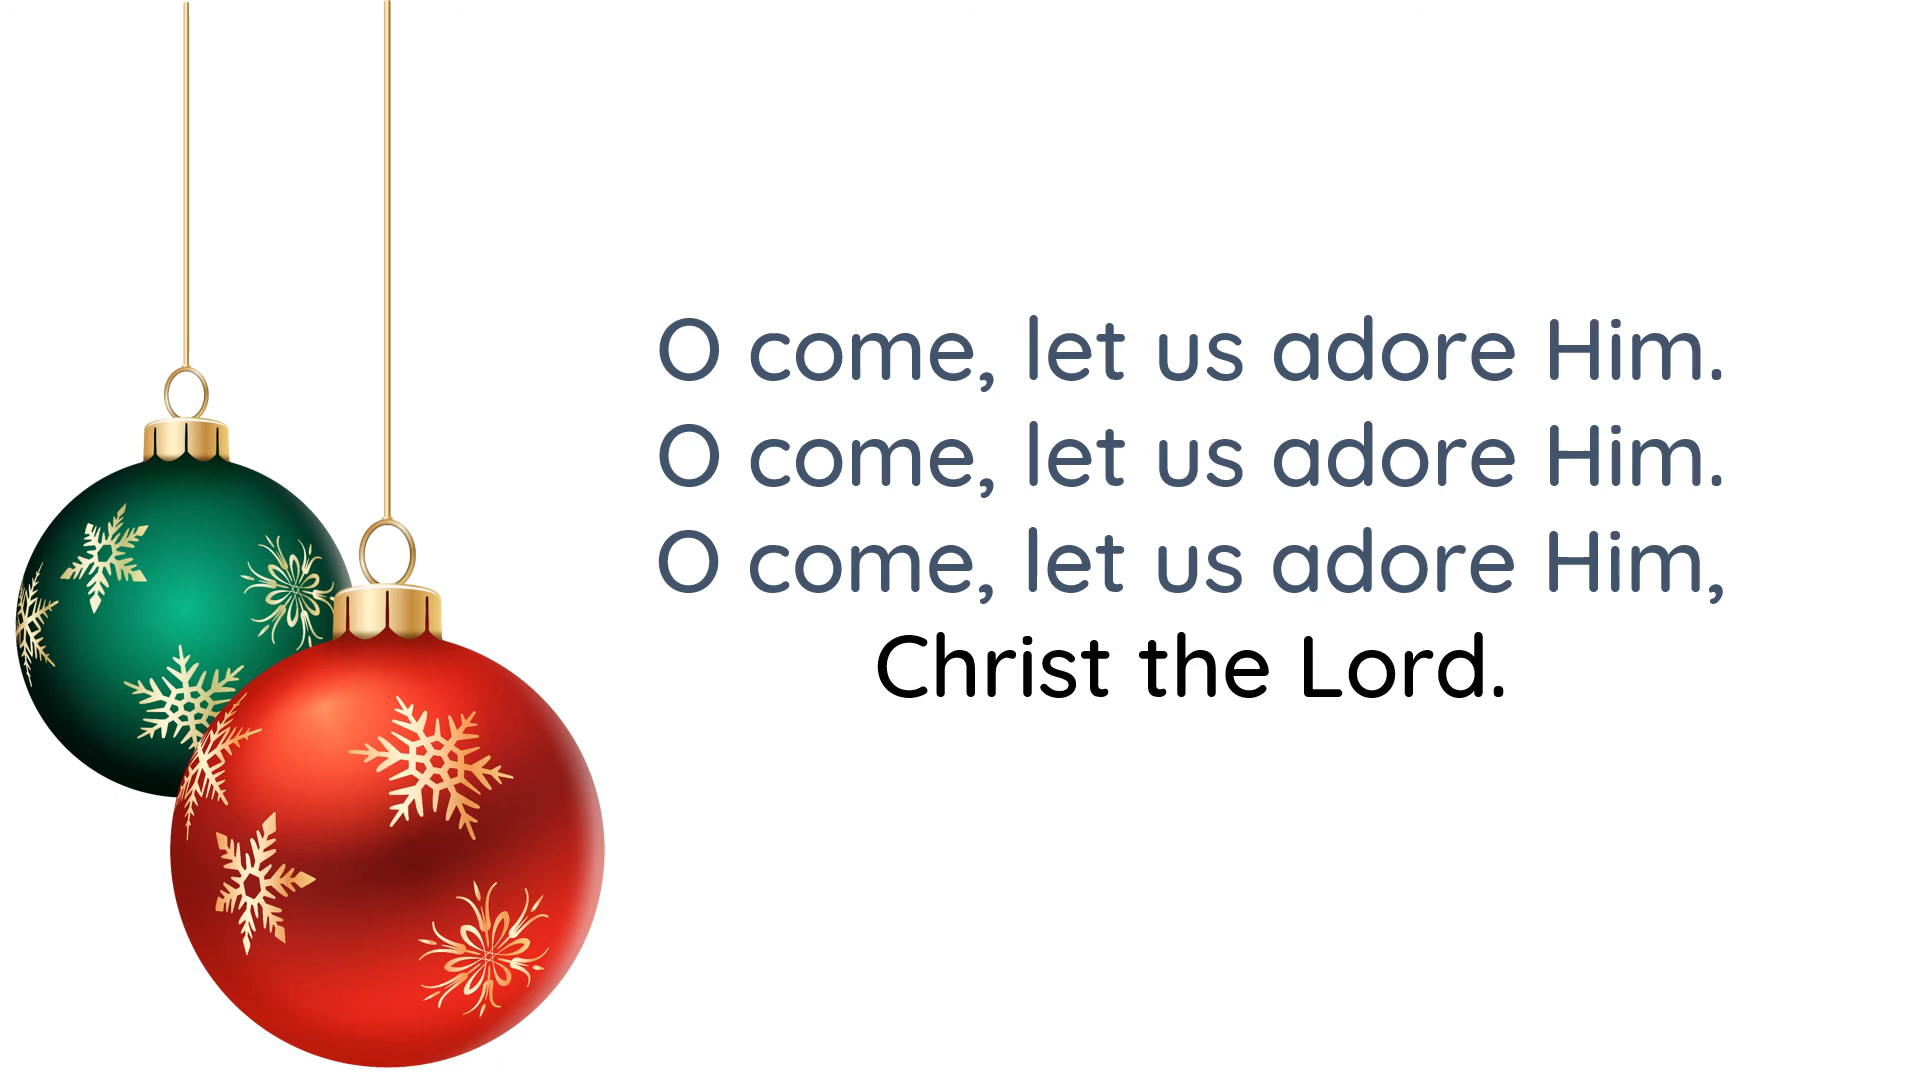 O come, let us adore Him.
O come, let us adore Him.
O come, let us adore Him,
Christ the Lord.